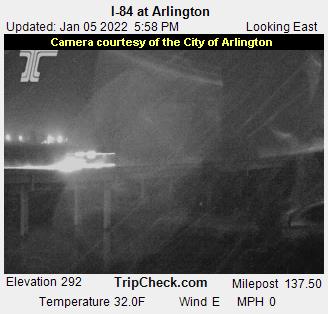 I-84 at Arlington
Updated: Jan 05 2022 5:58 PM Looking East
Camera courtesy of the City of Arlington
Elevation 292 TripCheck.com Milepost 137.50
Temperature 32.0F Wind E MPH 0